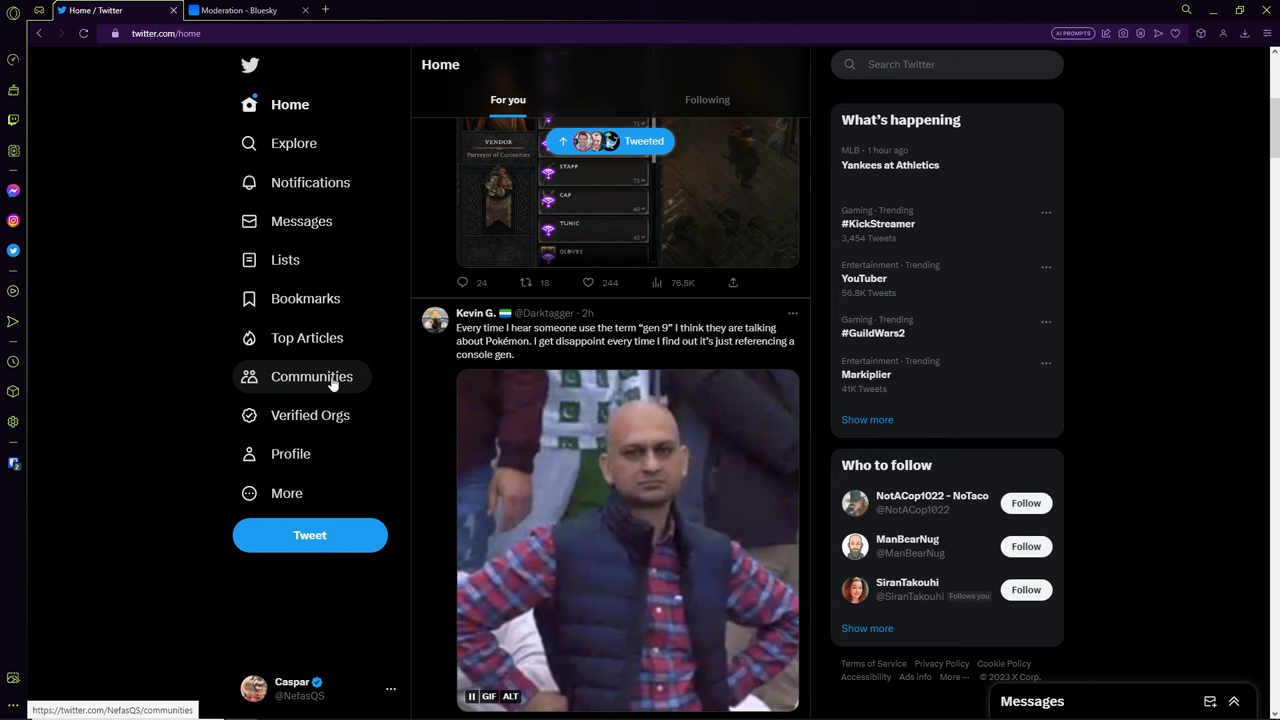 Home / Twitter
Moderation - Bluesky
twitter.com/home
AI PROMPTS
Home
Explore
Notifications
Messages
Lists
Bookmarks
Top Articles
Communities
Verified Orgs
Profile
More
Tweet
Caspar
@NefasQS
https://twitter.com/NefasQS/communities
Home
For you
Following
Tweeted
VENDOR
Purveyor of Curiosities
75
STAFF
75
CAP
40
TUNIC
40
GLOVES
24
18
244
76.8K
Kevin G. @Darktagger · 2h
Every time I hear someone use the term “gen 9” I think they are talking
about Pokémon. I get disappoint every time I find out it’s just referencing a
console gen.
GIF ALT
Search Twitter
What’s happening
MLB · 1 hour ago
Yankees at Athletics
Gaming · Trending
#KickStreamer
3,454 Tweets
Entertainment · Trending
YouTuber
56.8K Tweets
Gaming · Trending
#GuildWars2
Entertainment · Trending
Markiplier
41K Tweets
Show more
Who to follow
NotACop1022 - NoTaco
@NotACop1022
Follow
ManBearNug
@ManBearNug
Follow
SiranTakouhi
@SiranTakouhi Follows you
Follow
Show more
Terms of Service Privacy Policy Cookie Policy
Accessibility Ads info More ··· © 2023 X Corp.
Messages